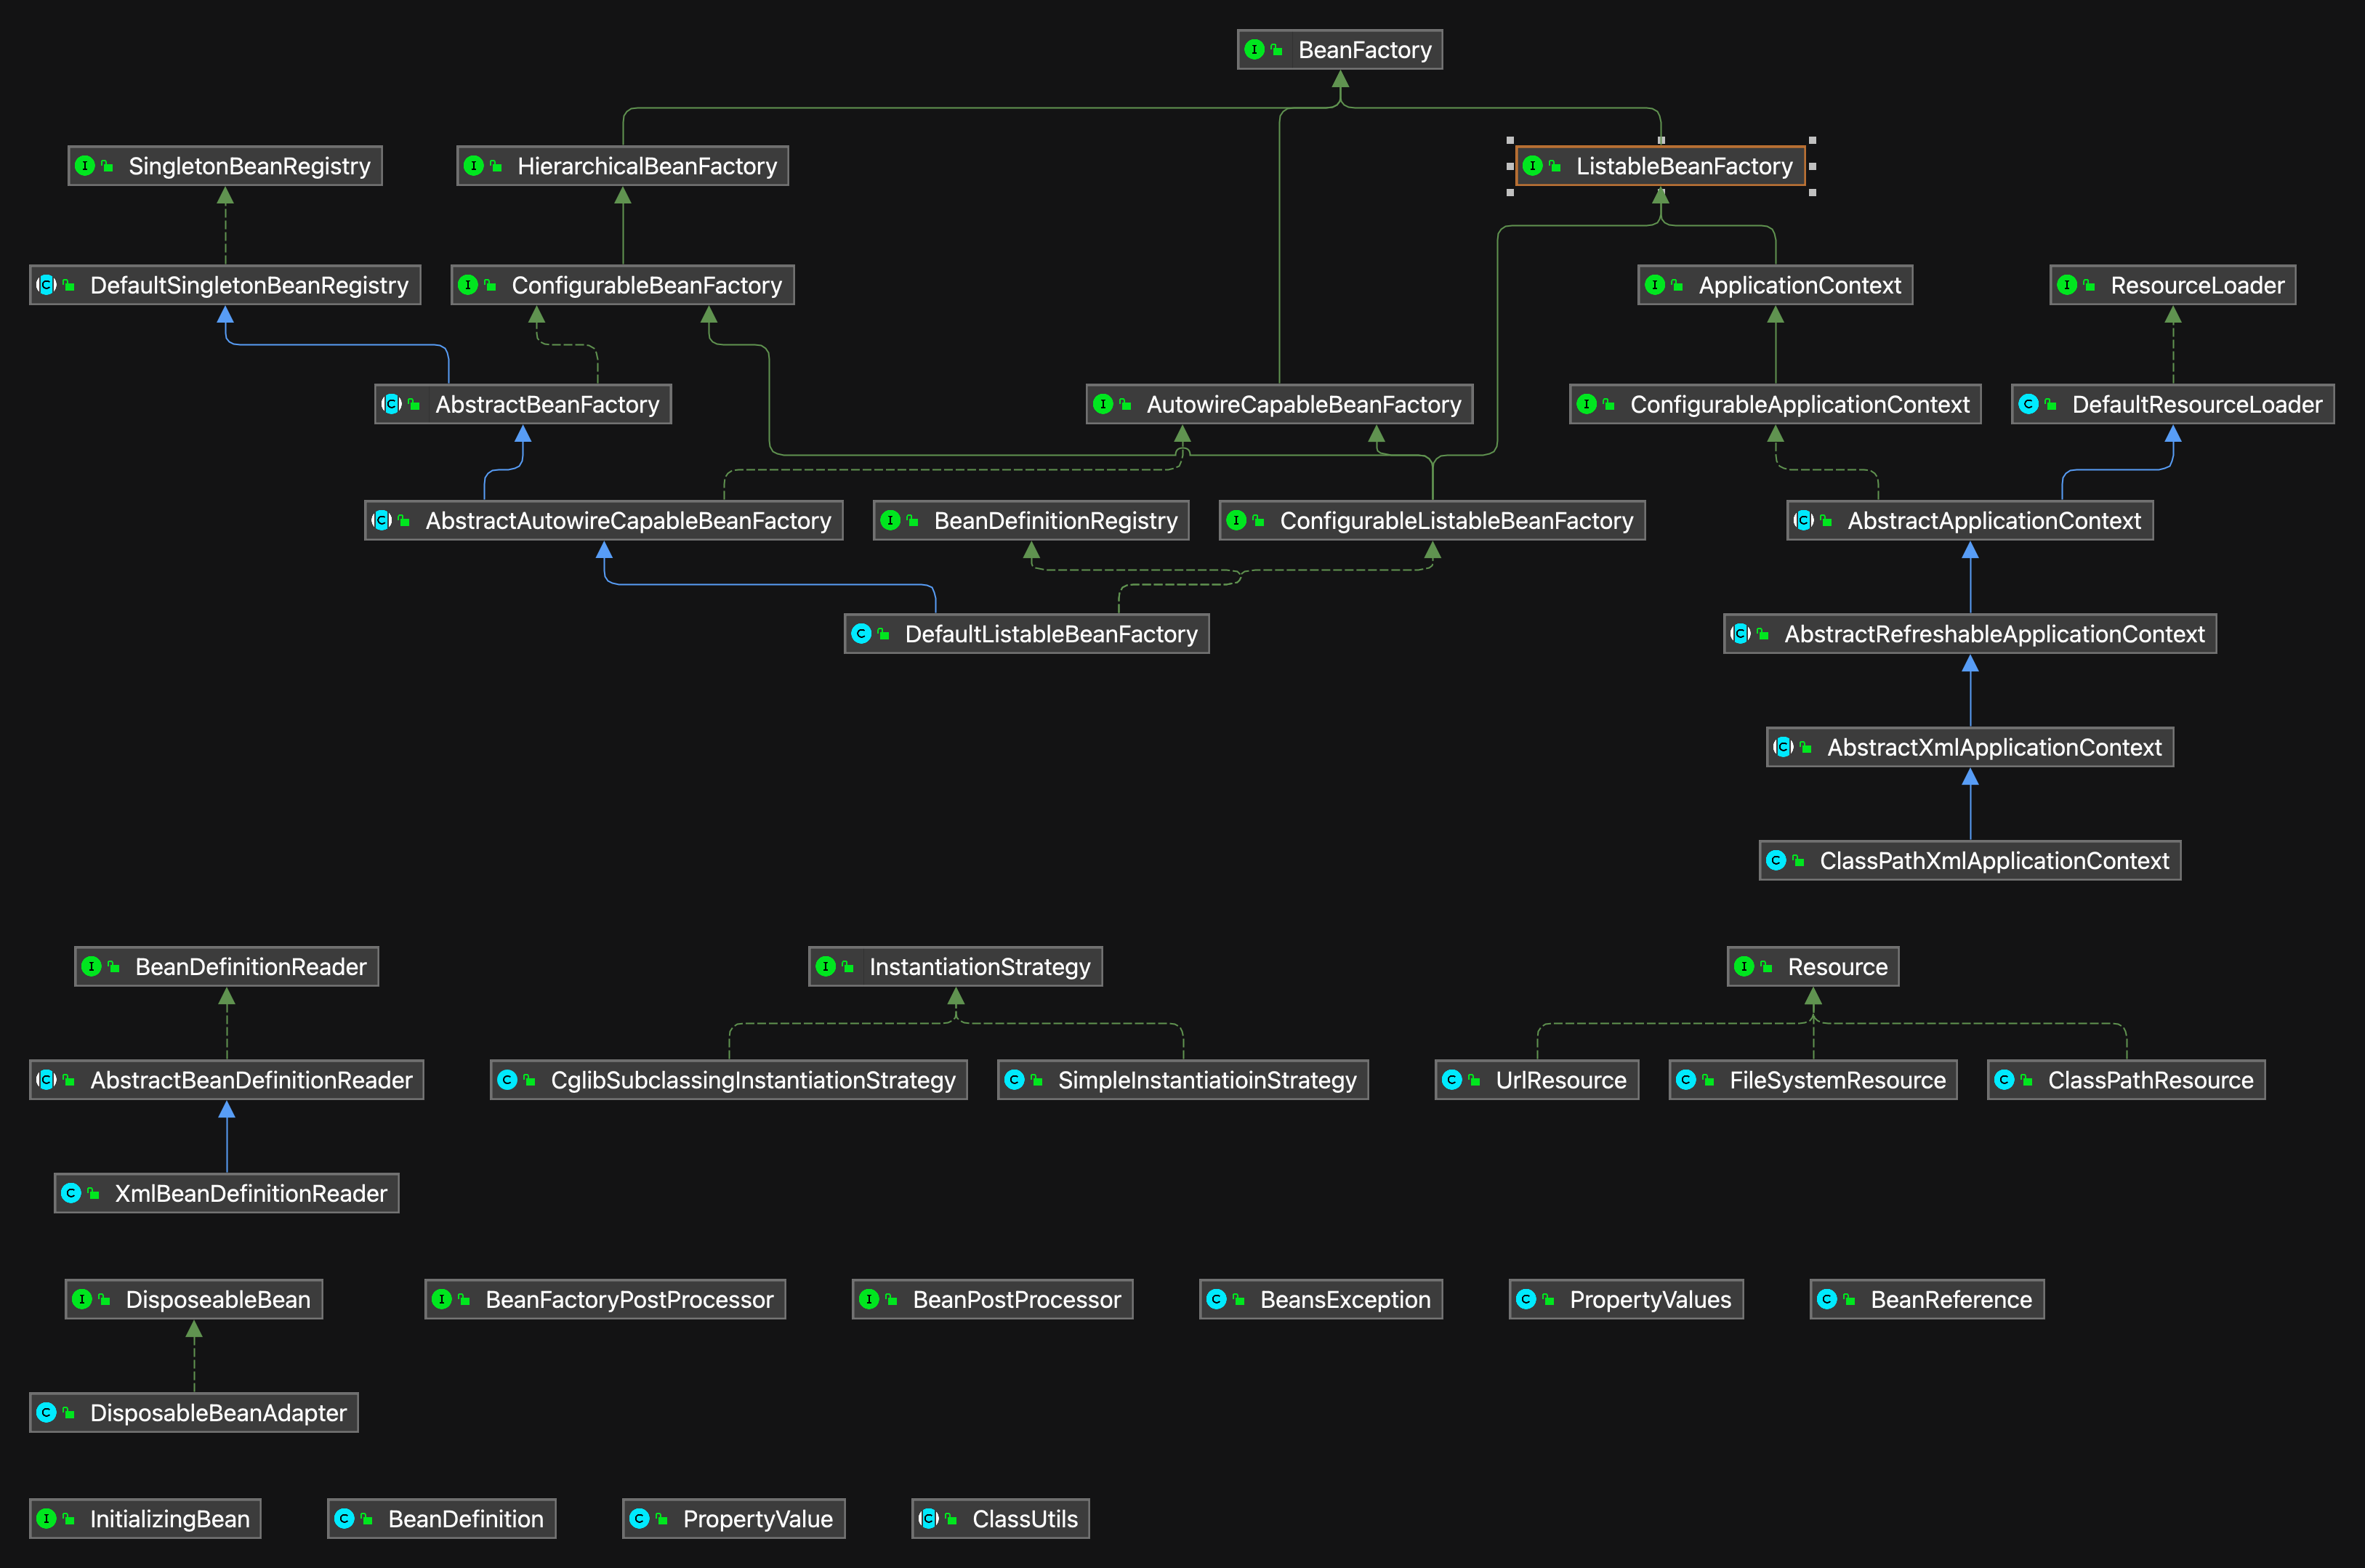 BeanFactory
SingletonBeanRegistry
HierarchicalBeanFactory
ListableBeanFactory
DefaultSingletonBeanRegistry
ConfigurableBeanFactory
ApplicationContext
ResourceLoader
AbstractBeanFactory
AutowireCapableBeanFactory
ConfigurableApplicationContext
DefaultResourceLoader
AbstractAutowireCapableBeanFactory
BeanDefinitionRegistry
ConfigurableListableBeanFactory
AbstractApplicationContext
DefaultListableBeanFactory
AbstractRefreshableApplicationContext
AbstractXmlApplicationContext
ClassPathXmlApplicationContext
BeanDefinitionReader
InstantiationStrategy
Resource
AbstractBeanDefinitionReader
CglibSubclassingInstantiationStrategy
SimpleInstantiatioinStrategy
UrlResource
FileSystemResource
ClassPathResource
XmlBeanDefinitionReader
DisposeableBean
BeanFactoryPostProcessor
BeanPostProcessor
BeansException
PropertyValues
BeanReference
DisposableBeanAdapter
InitializingBean
BeanDefinition
PropertyValue
ClassUtils